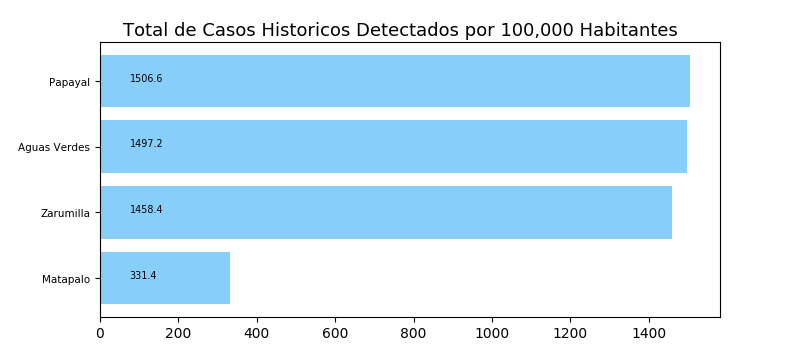 Total de Casos Historicos Detectados por 100,000 Habitantes
Papayal 1506.6
Aguas Verdes 1497.2
Zarumilla 1458.4
Matapalo 331.4
0 200 400 600 800 1000 1200 1400